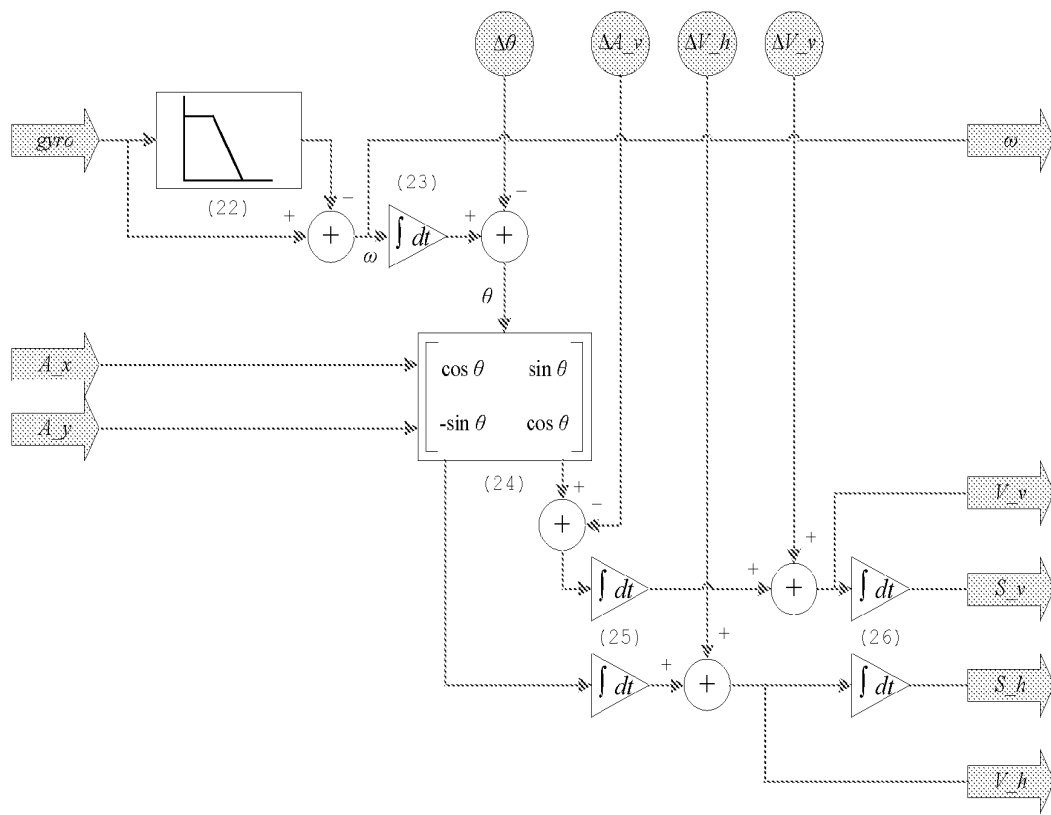 Δθ
ΔA_v
ΔV_h
ΔV_v
gyro
ω
(22)
(23)
+
−
+
∫ dt
+
−
+
ω
θ
A_x
A_y
cos θ sin θ
-sin θ cos θ
(24)
+
−
+
V_v
∫ dt
+
+
+
∫ dt
S_v
(25)
(26)
∫ dt
+
+
+
∫ dt
S_h
V_h